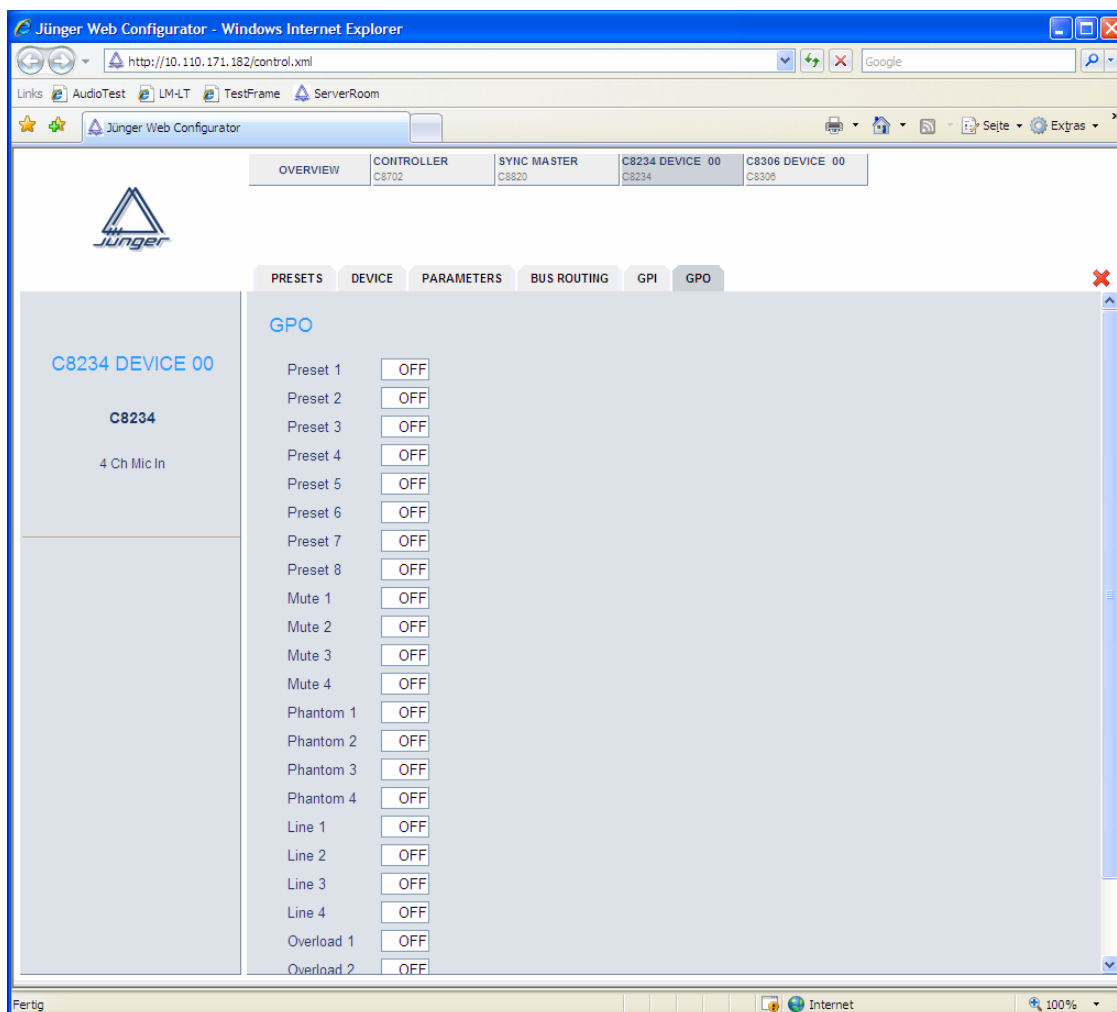 Jünger Web Configurator - Windows Internet Explorer
http://10.110.171.182/control.xml
Google
Links AudioTest LM-LT TestFrame ServerRoom
Jünger Web Configurator
Seite Extras
OVERVIEW
CONTROLLER
C8702
SYNC MASTER
C8820
C8234 DEVICE 00
C8234
C8306 DEVICE 00
C8306
Jünger
PRESETS DEVICE PARAMETERS BUS ROUTING GPI GPO
C8234 DEVICE 00
C8234
4 Ch Mic In
GPO
Preset 1 OFF
Preset 2 OFF
Preset 3 OFF
Preset 4 OFF
Preset 5 OFF
Preset 6 OFF
Preset 7 OFF
Preset 8 OFF
Mute 1 OFF
Mute 2 OFF
Mute 3 OFF
Mute 4 OFF
Phantom 1 OFF
Phantom 2 OFF
Phantom 3 OFF
Phantom 4 OFF
Line 1 OFF
Line 2 OFF
Line 3 OFF
Line 4 OFF
Overload 1 OFF
Overload 2 OFF
Fertig
Internet
100%